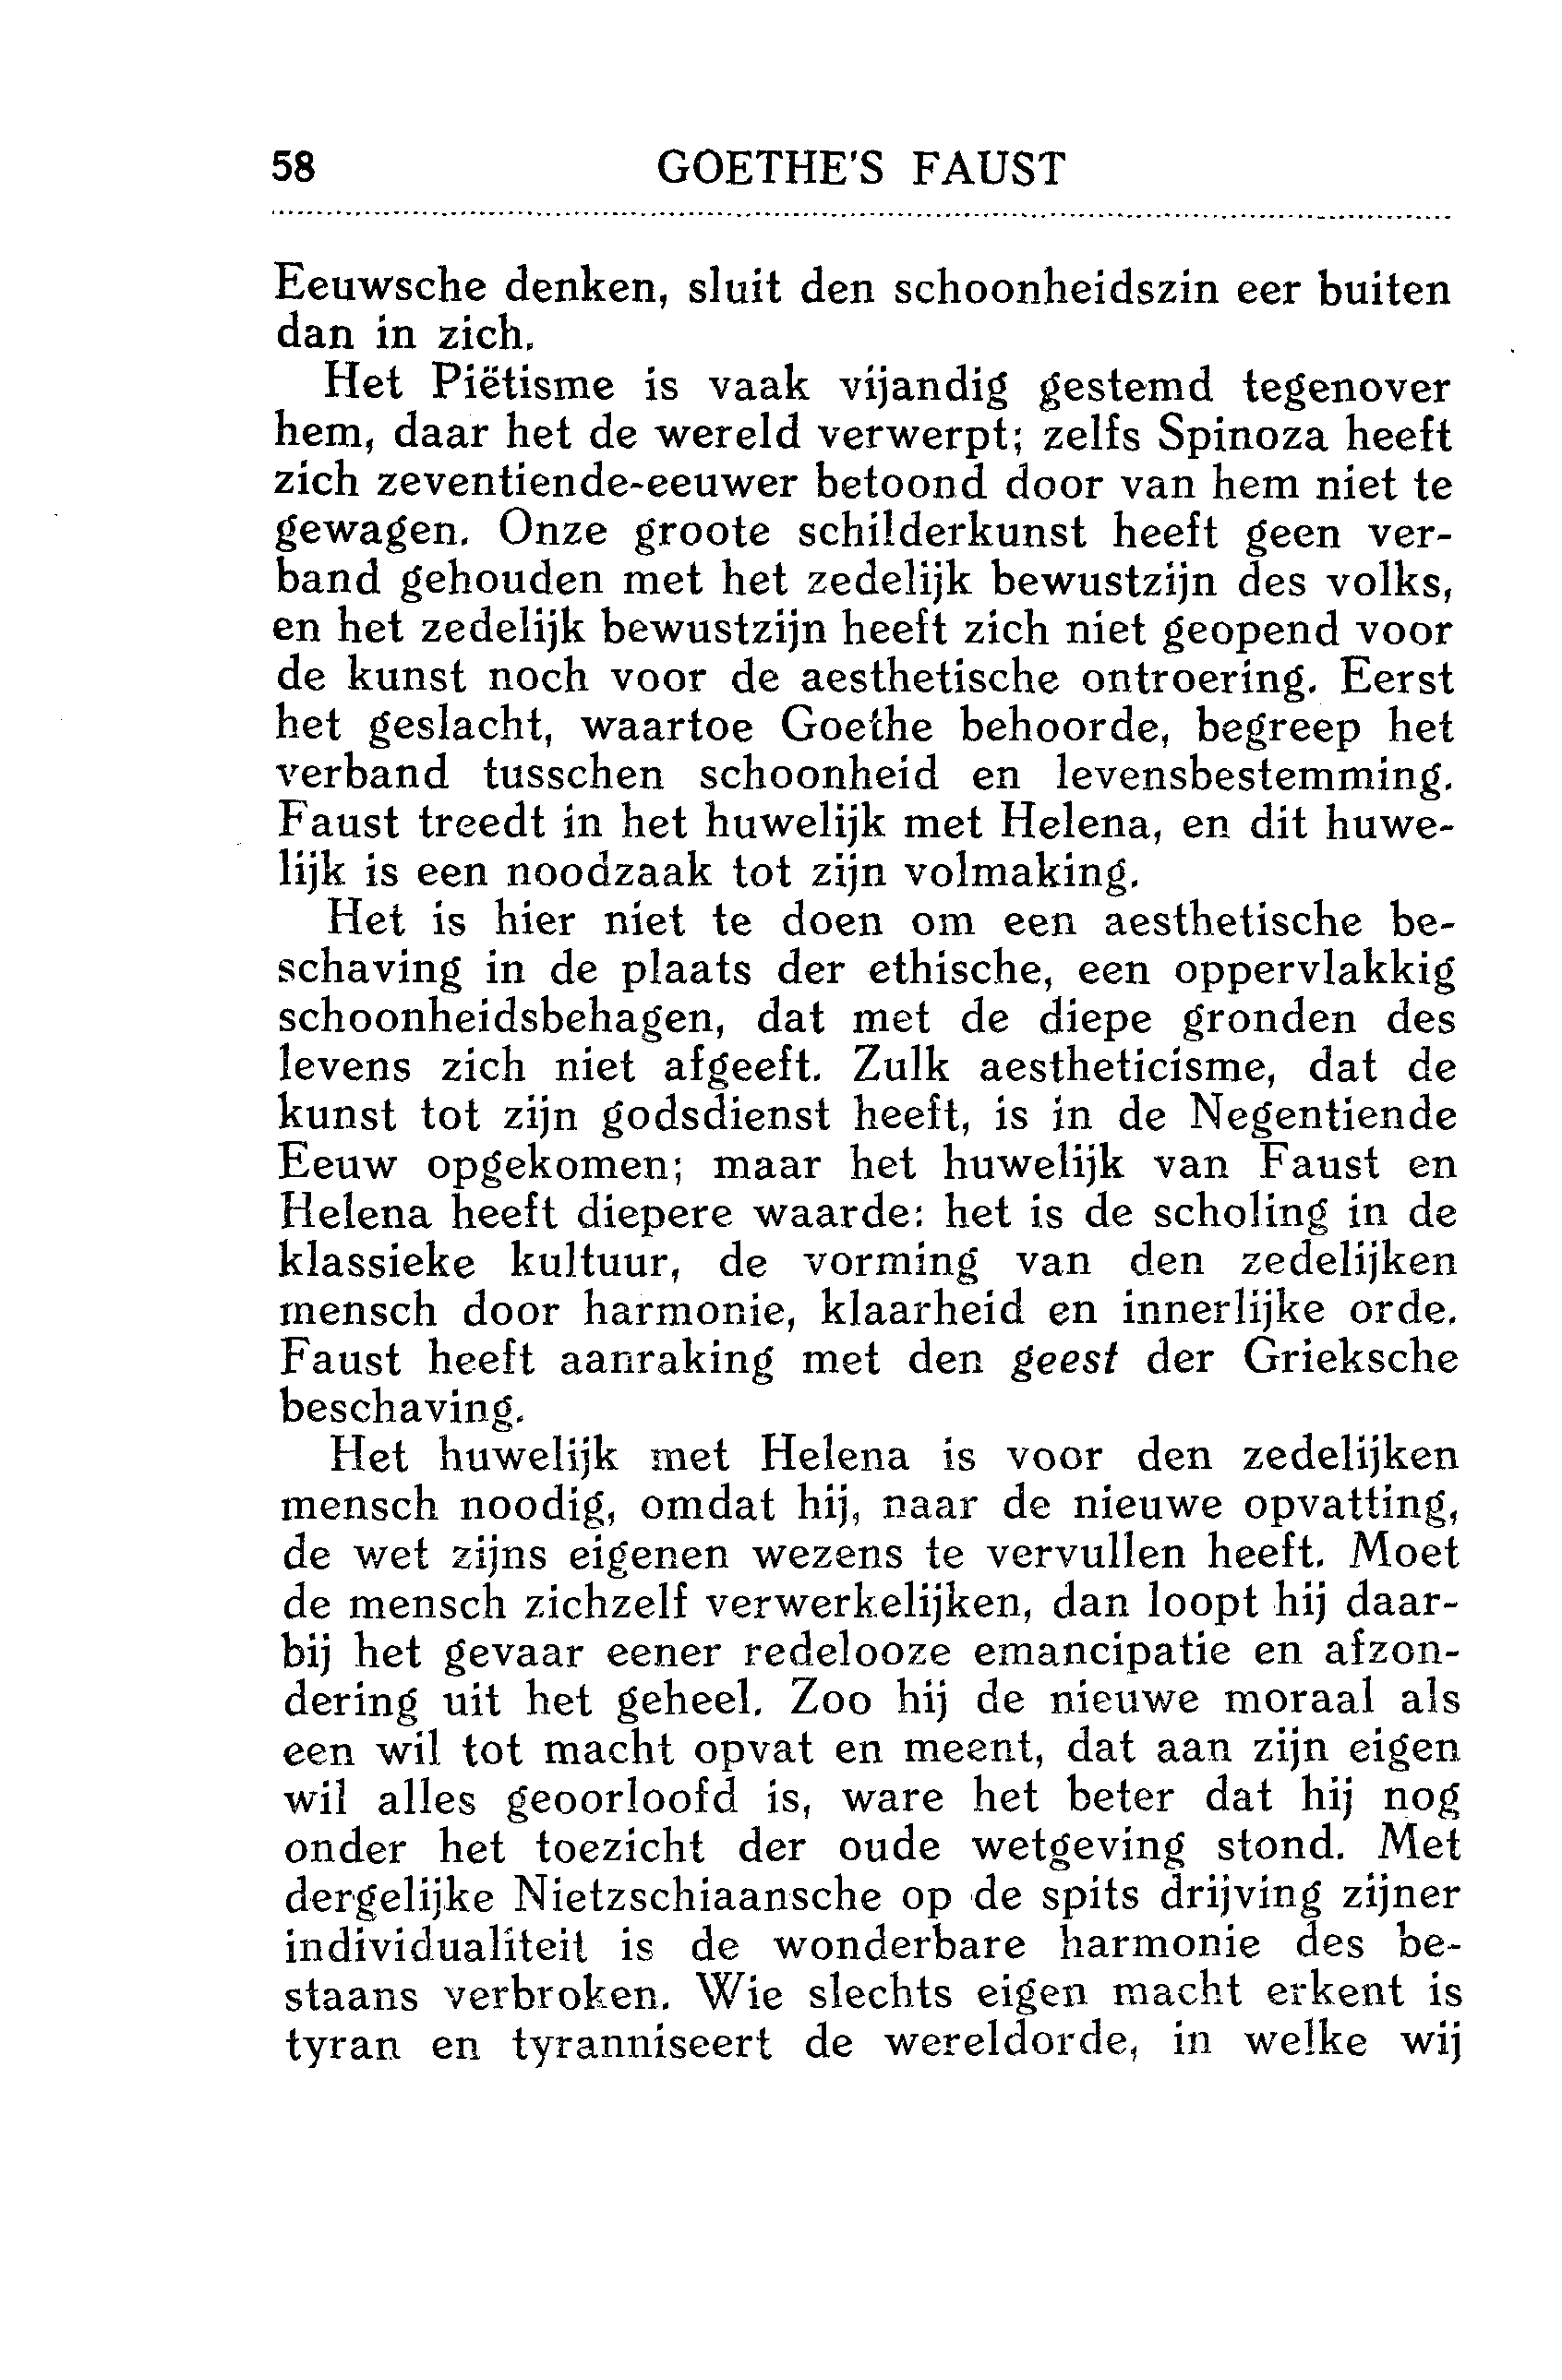 58 GOETHE'S FAUST
Eeuwsche denken, sluit den schoonheidszin eer buiten
dan in zich.
Het Piëtisme is vaak vijandig gestemd tegenover
hem, daar het de wereld verwerpt; zelfs Spinoza heeft
zich zeventiende-eeuwer betoond door van hem niet te
gewagen. Onze groote schilderkunst heeft geen ver-
band gehouden met het zedelijk bewustzijn des volks,
en het zedelijk bewustzijn heeft zich niet geopend voor
de kunst noch voor de aesthetische ontroering. Eerst
het geslacht, waartoe Goethe behoorde, begreep het
verband tusschen schoonheid en levensbestemming.
Faust treedt in het huwelijk met Helena, en dit huwe-
lijk is een noodzaak tot zijn volmaking.
Het is hier niet te doen om een aesthetische be-
schaving in de plaats der ethische, een oppervlakkig
schoonheidsbehagen, dat met de diepe gronden des
levens zich niet afgeeft. Zulk aestheticisme, dat de
kunst tot zijn godsdienst heeft, is in de Negentiende
Eeuw opgekomen; maar het huwelijk van Faust en
Helena heeft diepere waarde: het is de scholing in de
klassieke kultuur, de vorming van den zedelijken
mensch door harmonie, klaarheid en innerlijke orde.
Faust heeft aanraking met den geest der Grieksche
beschaving.
Het huwelijk met Helena is voor den zedelijken
mensch noodig, omdat hij, naar de nieuwe opvatting,
de wet zijns eigenen wezens te vervullen heeft. Moet
de mensch zichzelf verwerkelijken, dan loopt hij daar-
bij het gevaar eener redelooze emancipatie en afzon-
dering uit het geheel. Zoo hij de nieuwe moraal als
een wil tot macht opvat en meent, dat aan zijn eigen
wil alles geoorloofd is, ware het beter dat hij nog
onder het toezicht der oude wetgeving stond. Met
dergelijke Nietzschiaansche op de spits drijving zijner
individualiteit is de wonderbare harmonie des be-
staans verbroken. Wie slechts eigen macht erkent is
tyran en tyranniseert de wereldorde, in welke wij